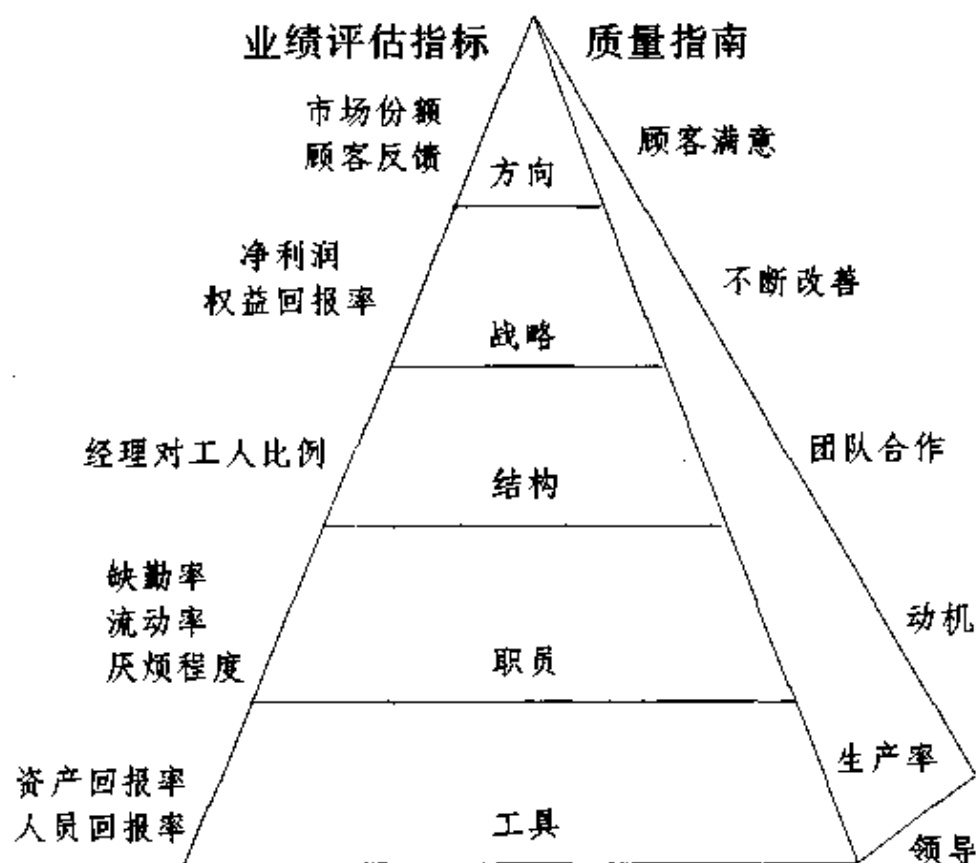 业绩评估指标
质量指南
市场份额
顾客反馈
方向
顾客满意
净利润
权益回报率
战略
不断改善
经理对工人比例
结构
团队合作
缺勤率
流动率
厌烦程度
职员
动机
资产回报率
人员回报率
工具
生产率
领导